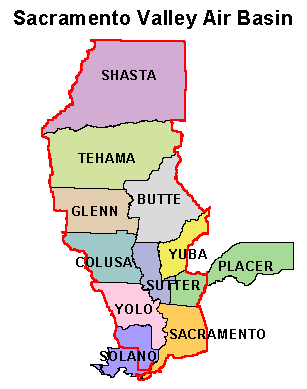 Sacramento Valley Air Basin
SHASTA
TEHAMA
BUTTE
GLENN
YUBA
COLUSA
PLACER
SUTTER
YOLO
SACRAMENTO
SOLANO